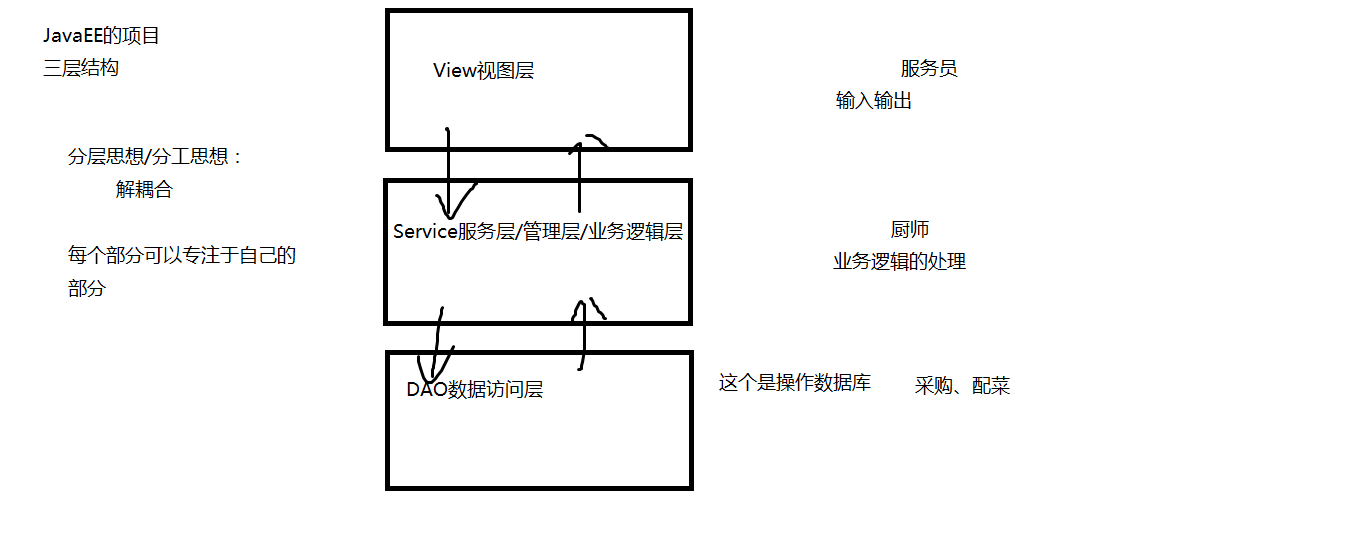 JavaEE的项目
三层结构
View视图层
服务员
输入输出
分层思想/分工思想：
解耦合
Service服务层/管理层/业务逻辑层
厨师
业务逻辑的处理
每个部分可以专注于自己的
部分
DAO数据访问层
这个是操作数据库
采购、配菜